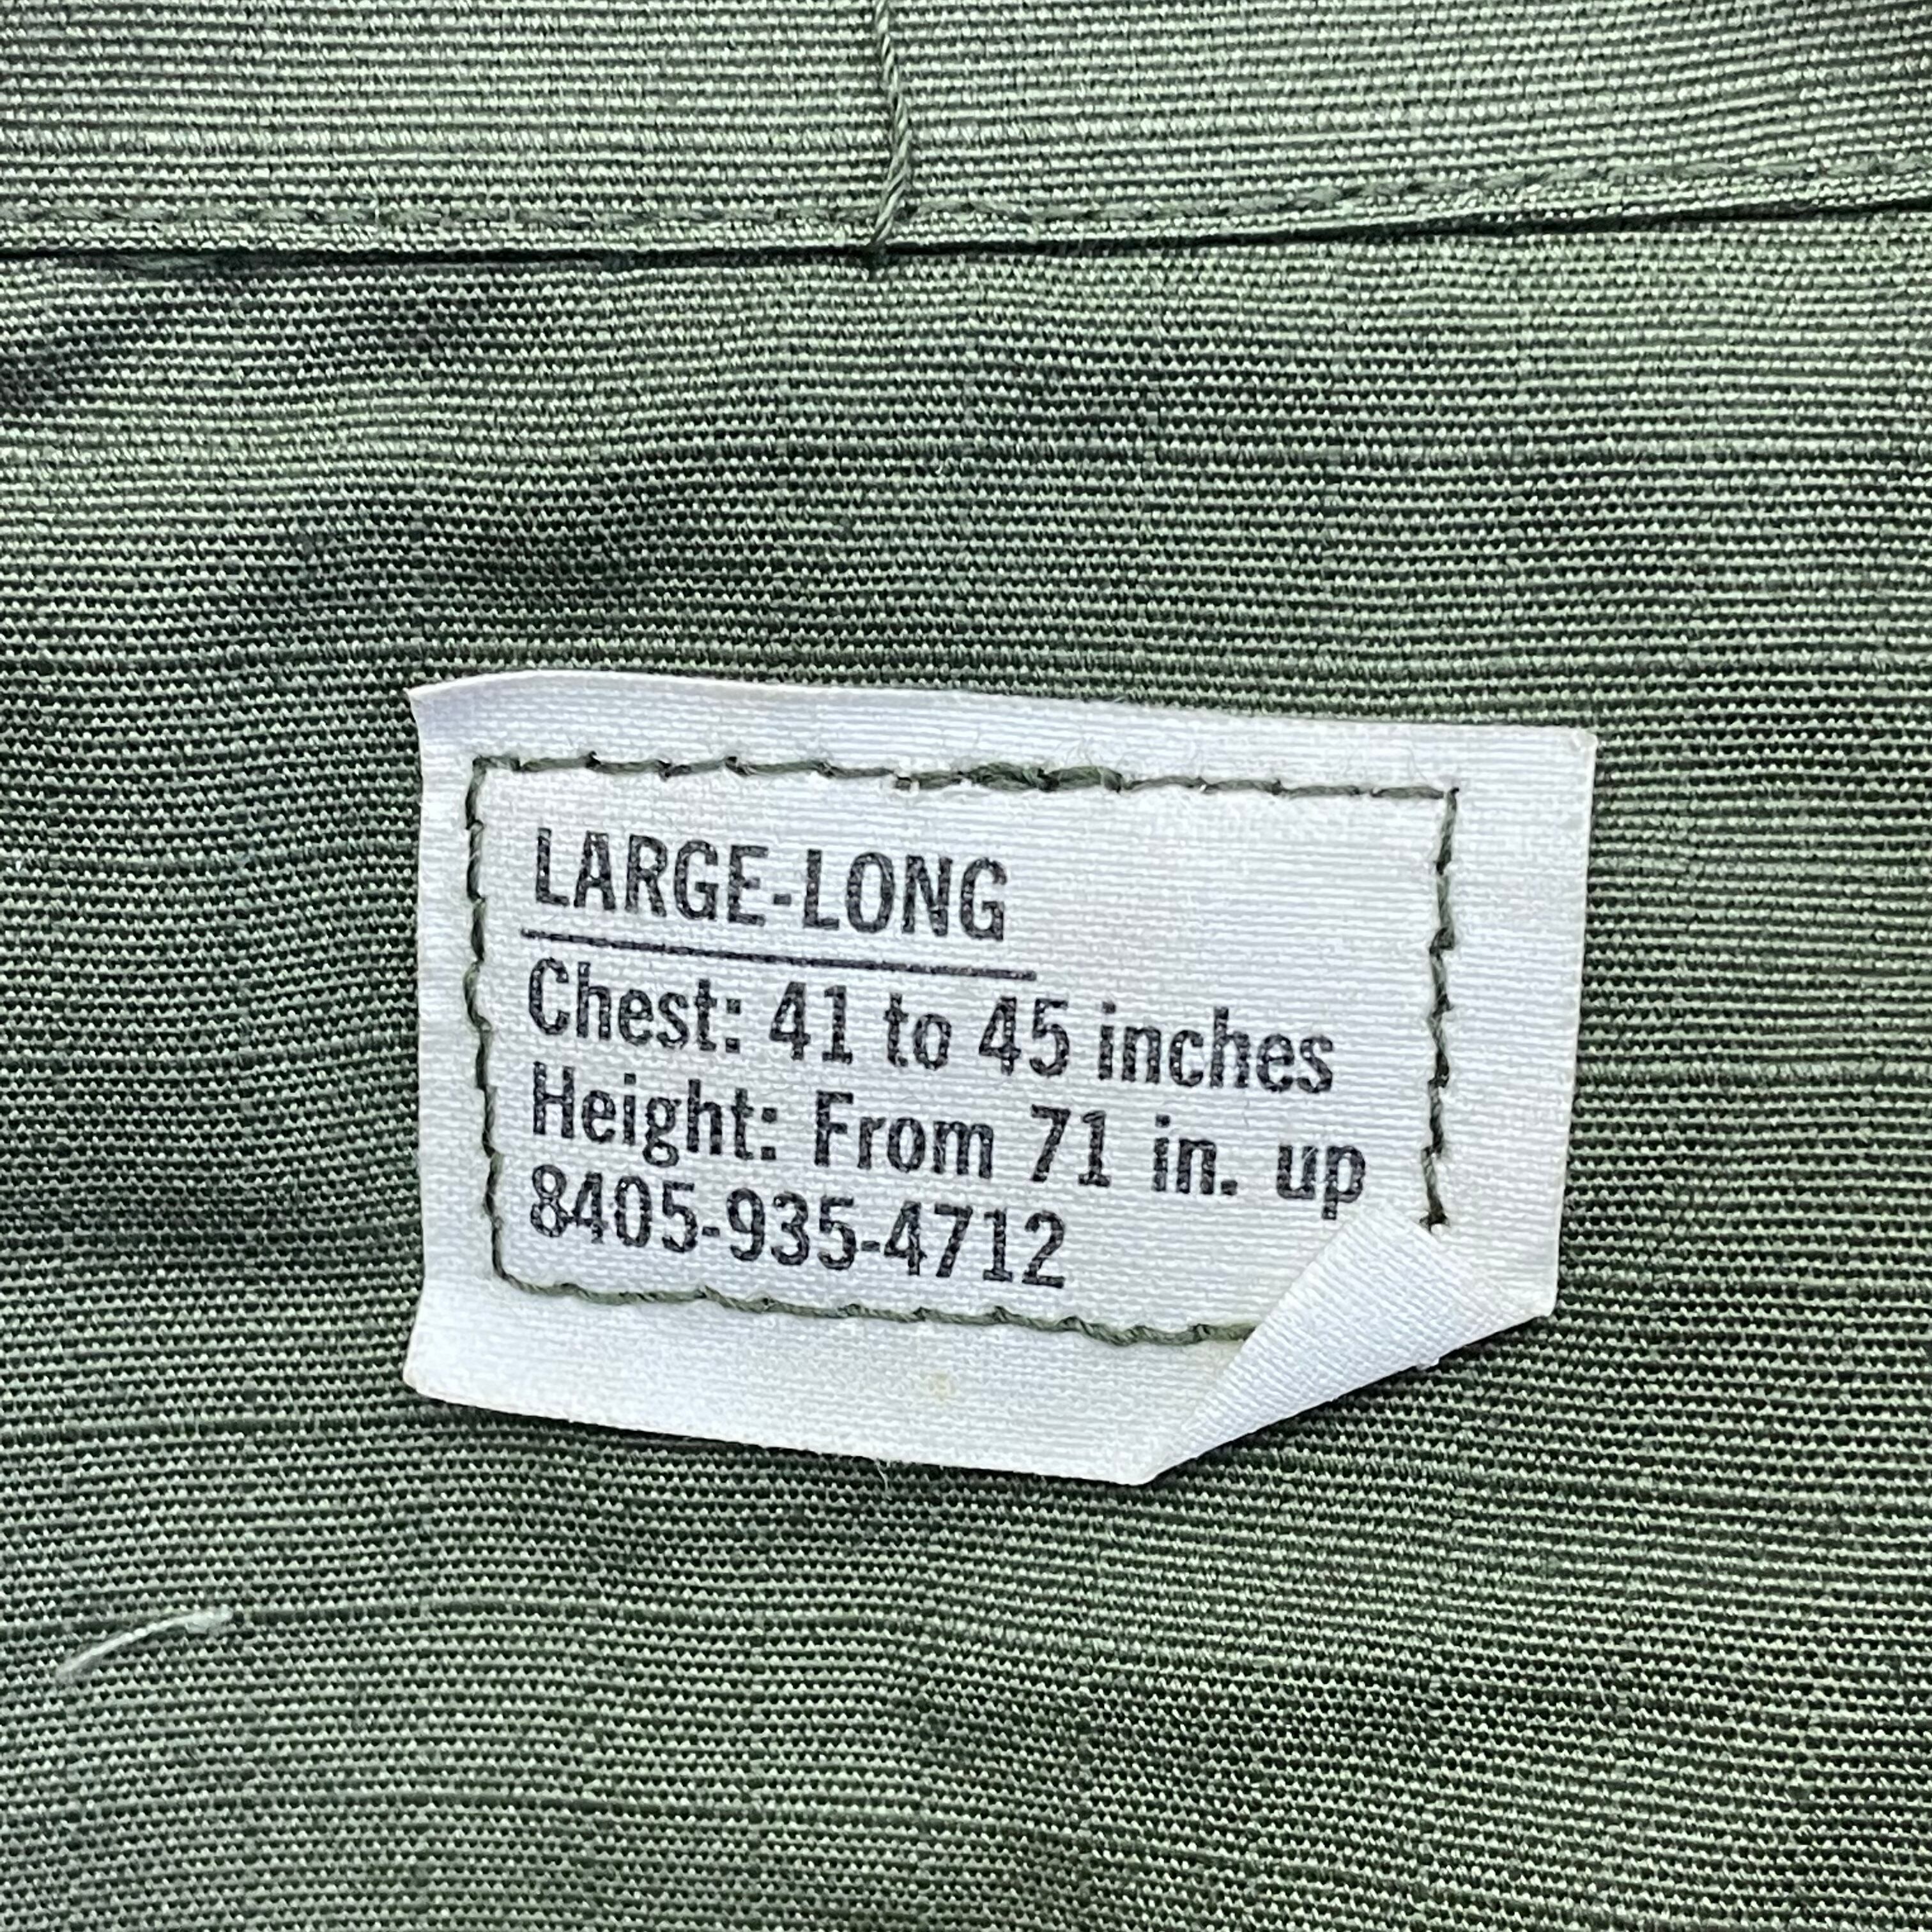 LARGE-LONG
Chest: 41 to 45 inches
Height: From 71 in. up
8405-935-4712